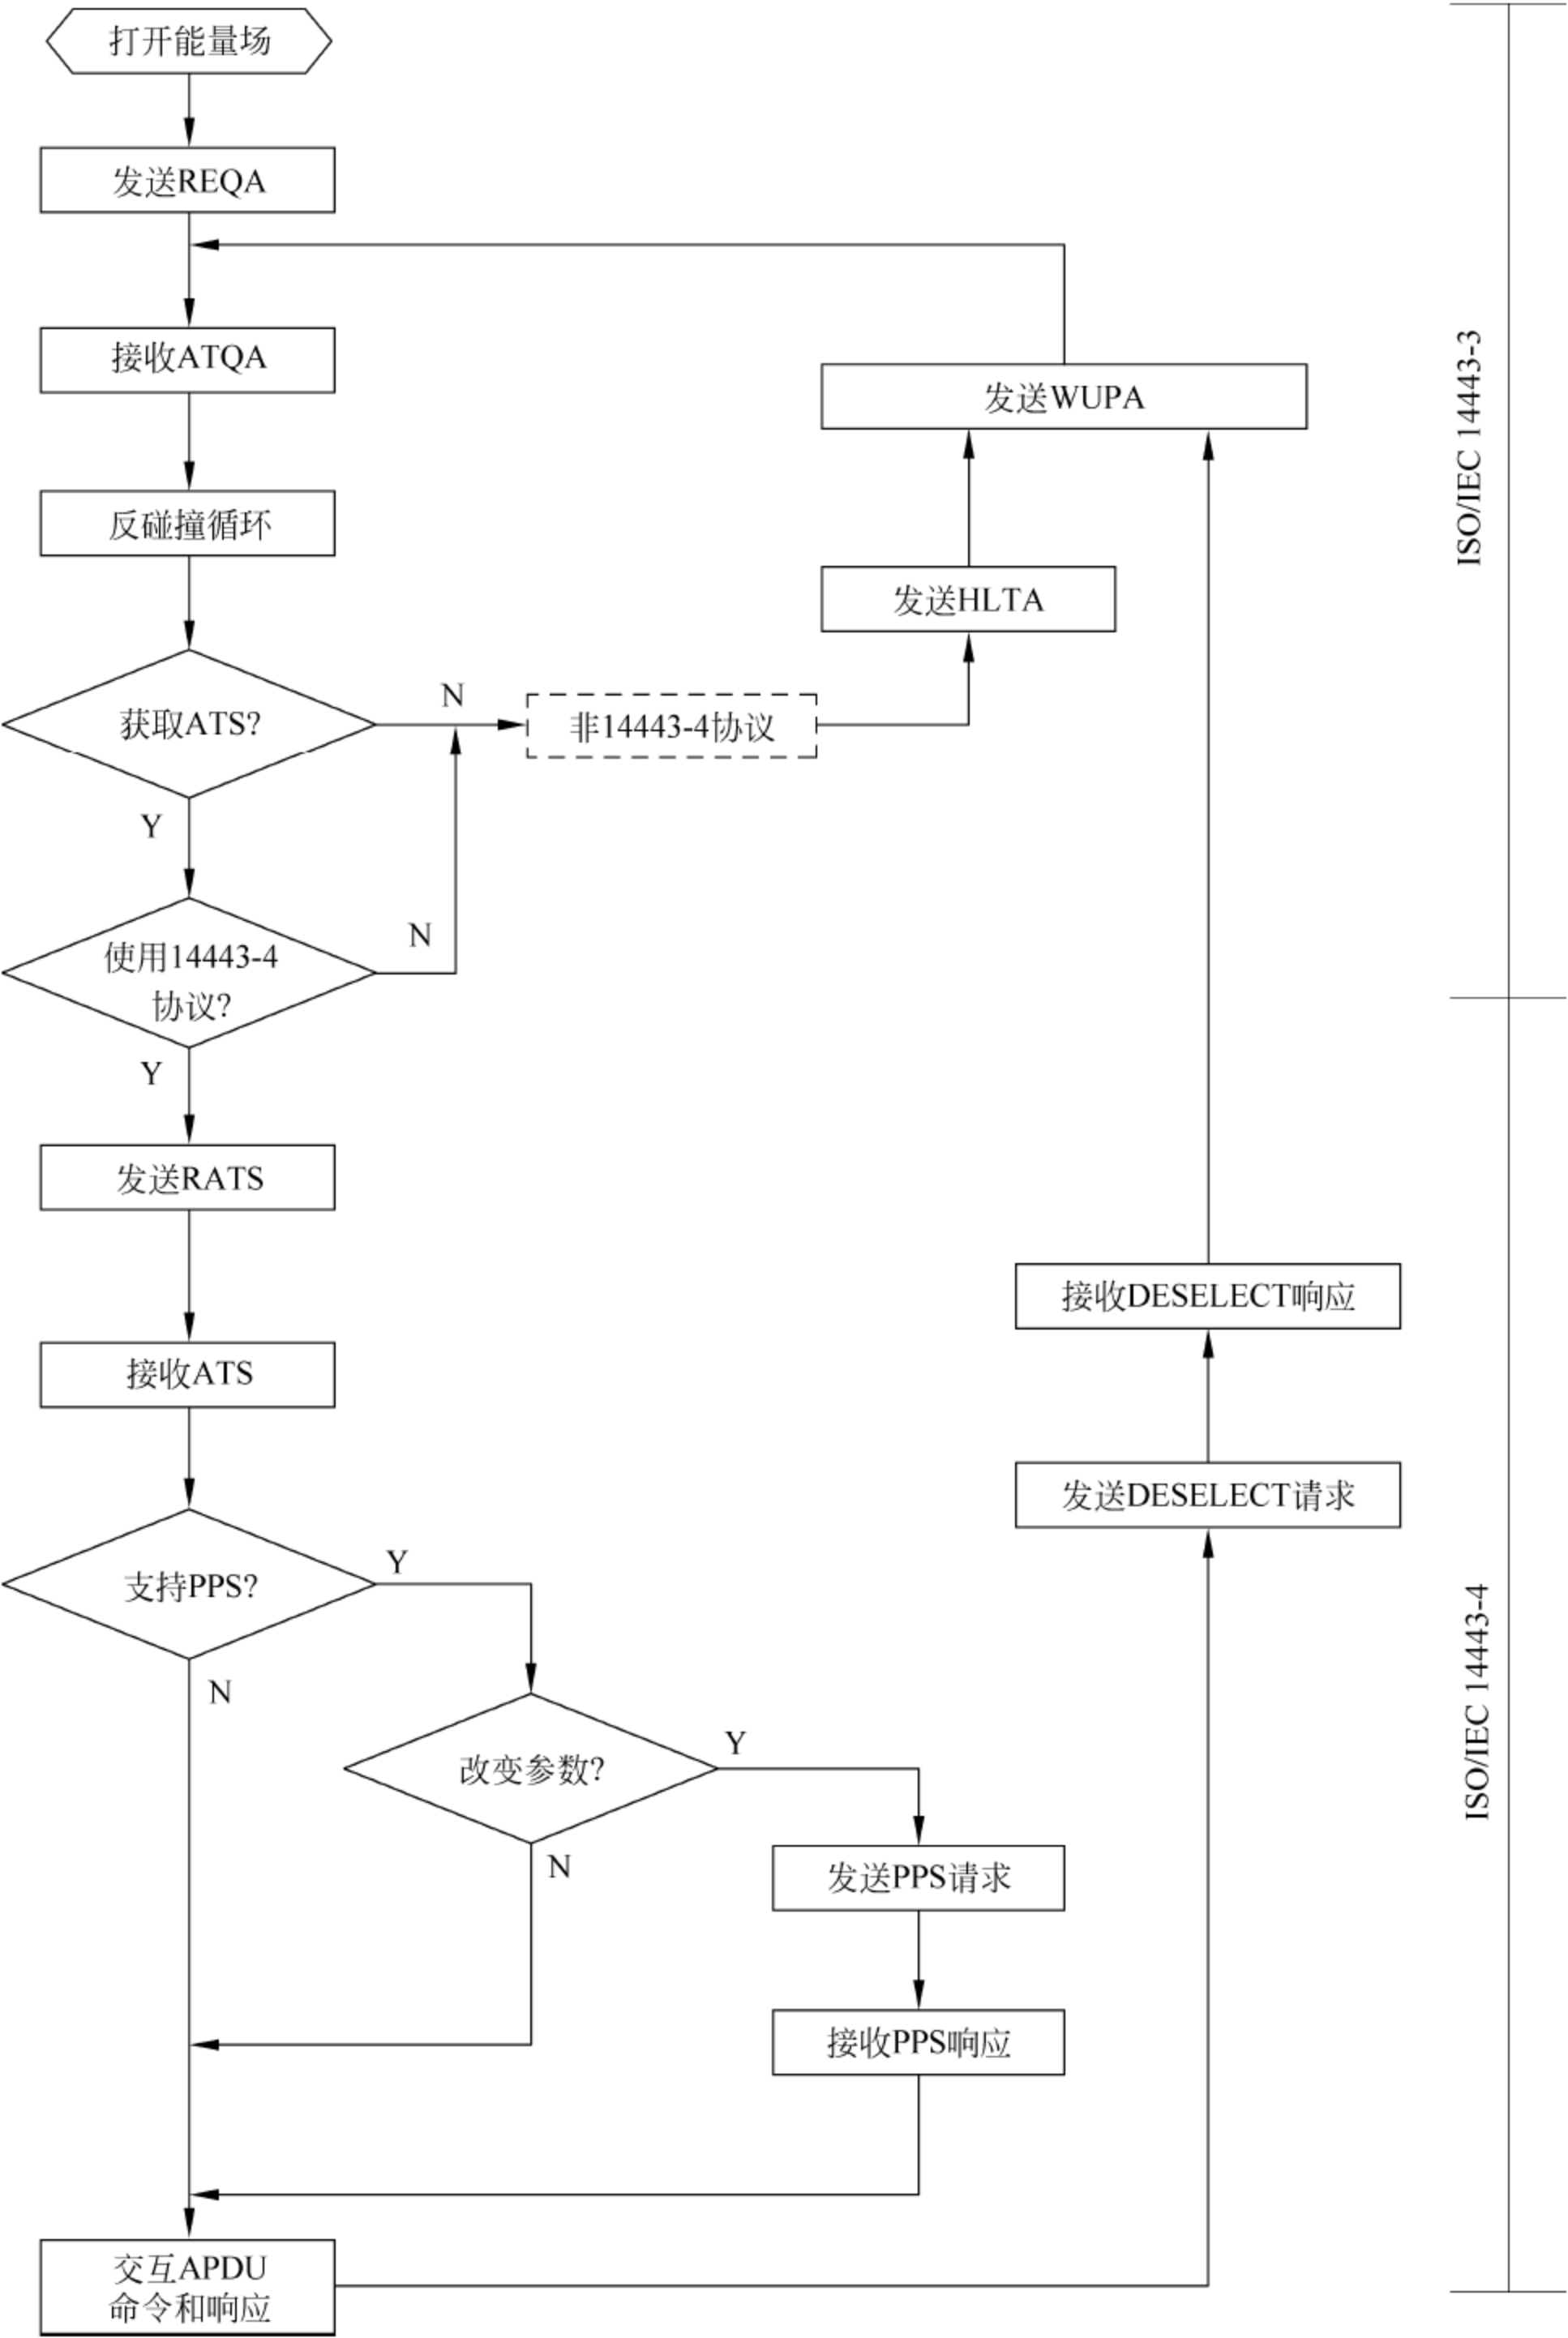 打开能量场
发送REQA
接收ATQA
发送WUPA
反碰撞循环
发送HLTA
获取ATS?
N
非14443-4协议
Y
使用14443-4
协议?
N
Y
ISO/IEC 14443-3
发送RATS
接收DESELECT响应
接收ATS
发送DESELECT请求
支持PPS?
Y
N
改变参数?
Y
N
发送PPS请求
接收PPS响应
交互APDU
命令和响应
ISO/IEC 14443-4